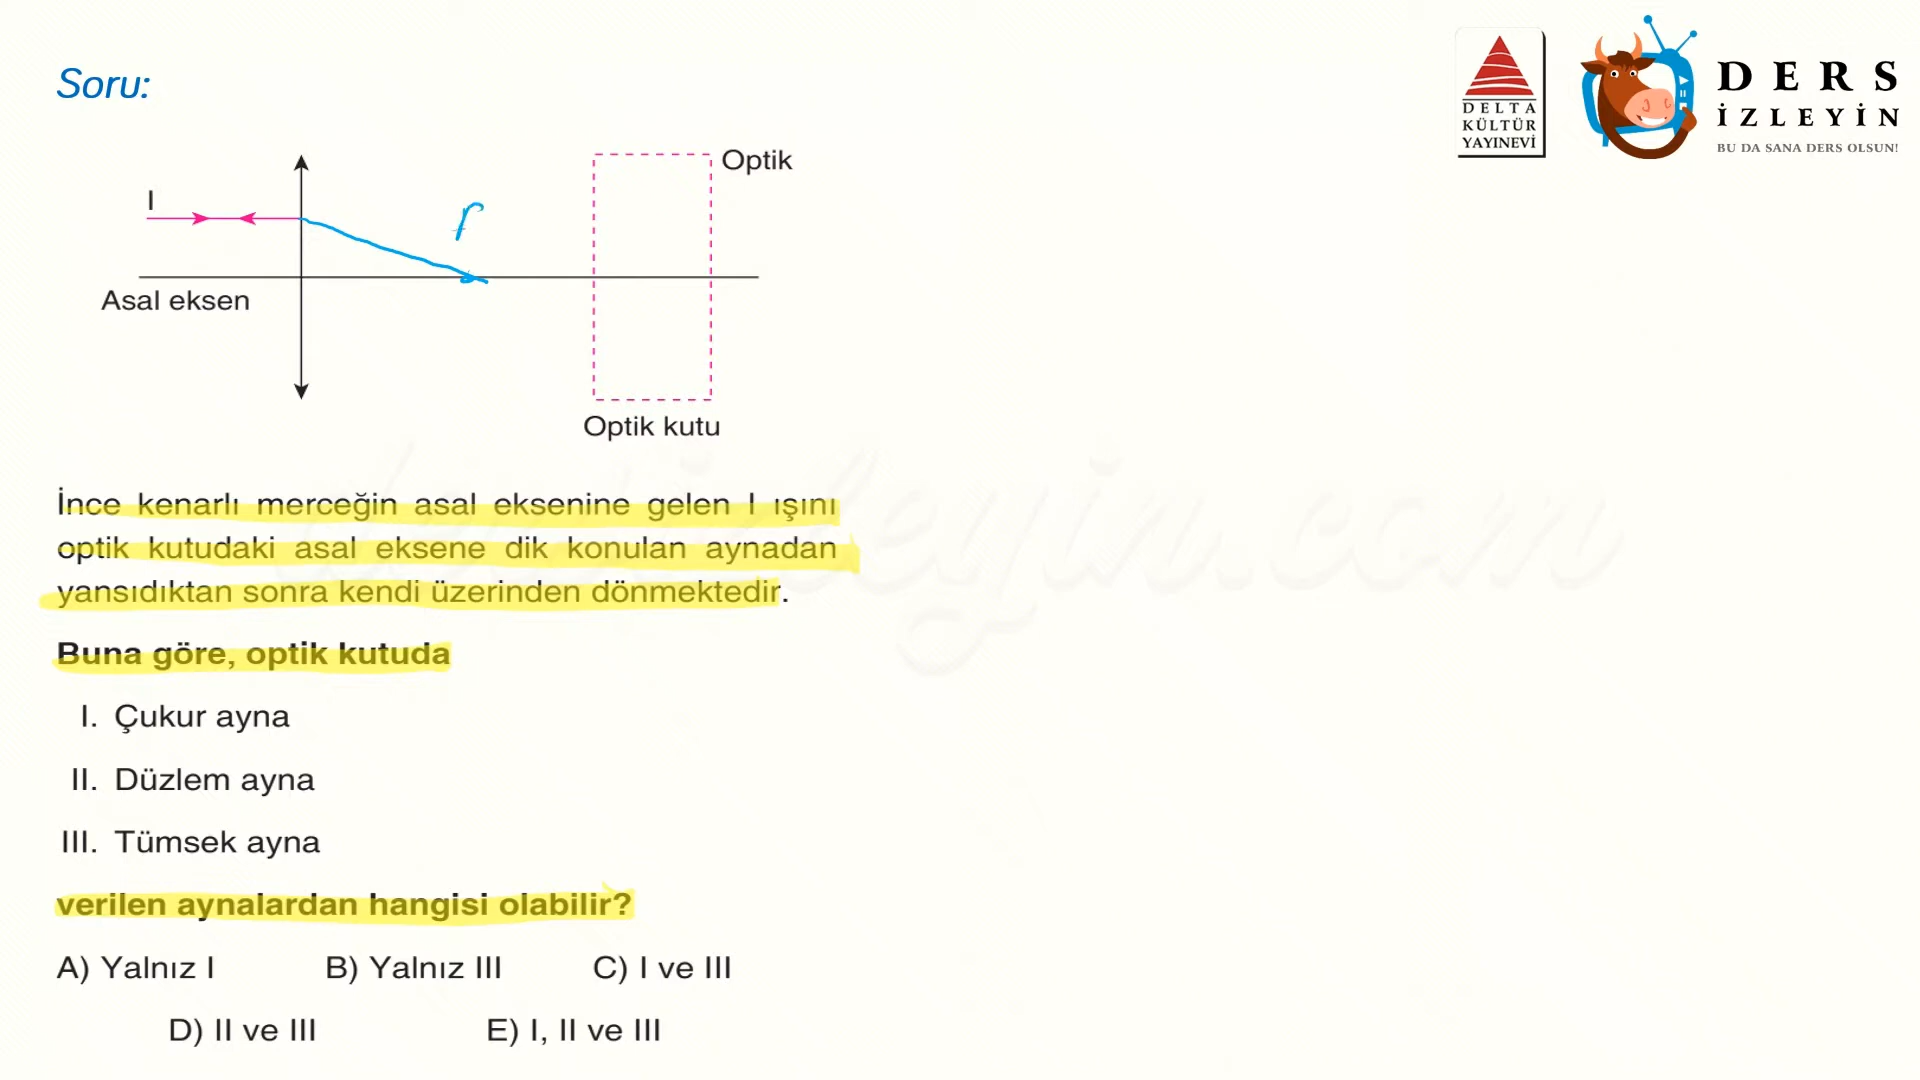 Soru:
DELTA
KÜLTÜR
YAYINEVİ
DERS
İZLEYİN
BU DA SANA DERS OLSUN!
Optik
I
f
Asal eksen
Optik kutu
İnce kenarlı merceğin asal eksenine gelen I ışını
optik kutudaki asal eksene dik konulan aynadan
yansıdıktan sonra kendi üzerinden dönmektedir.
Buna göre, optik kutuda
I. Çukur ayna
II. Düzlem ayna
III. Tümsek ayna
verilen aynalardan hangisi olabilir?
A) Yalnız I B) Yalnız III C) I ve III
D) II ve III E) I, II ve III